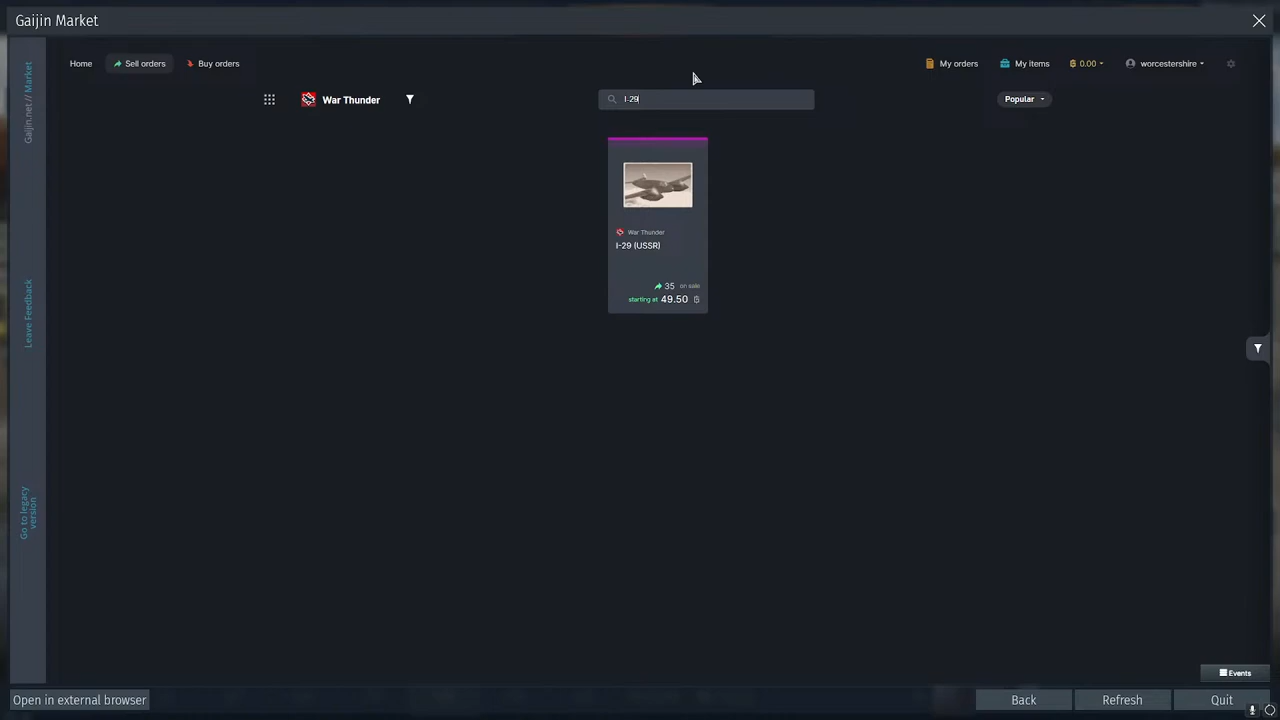 Gaijin Market
Gaijin.net // Market
Leave Feedback
Go to legacy
version
Home
Sell orders
Buy orders
My orders
My items
0.00
worcestershire
War Thunder
I-29
Popular
War Thunder
I-29 (USSR)
35 on sale
starting at 49.50
Events
Open in external browser
Back
Refresh
Quit